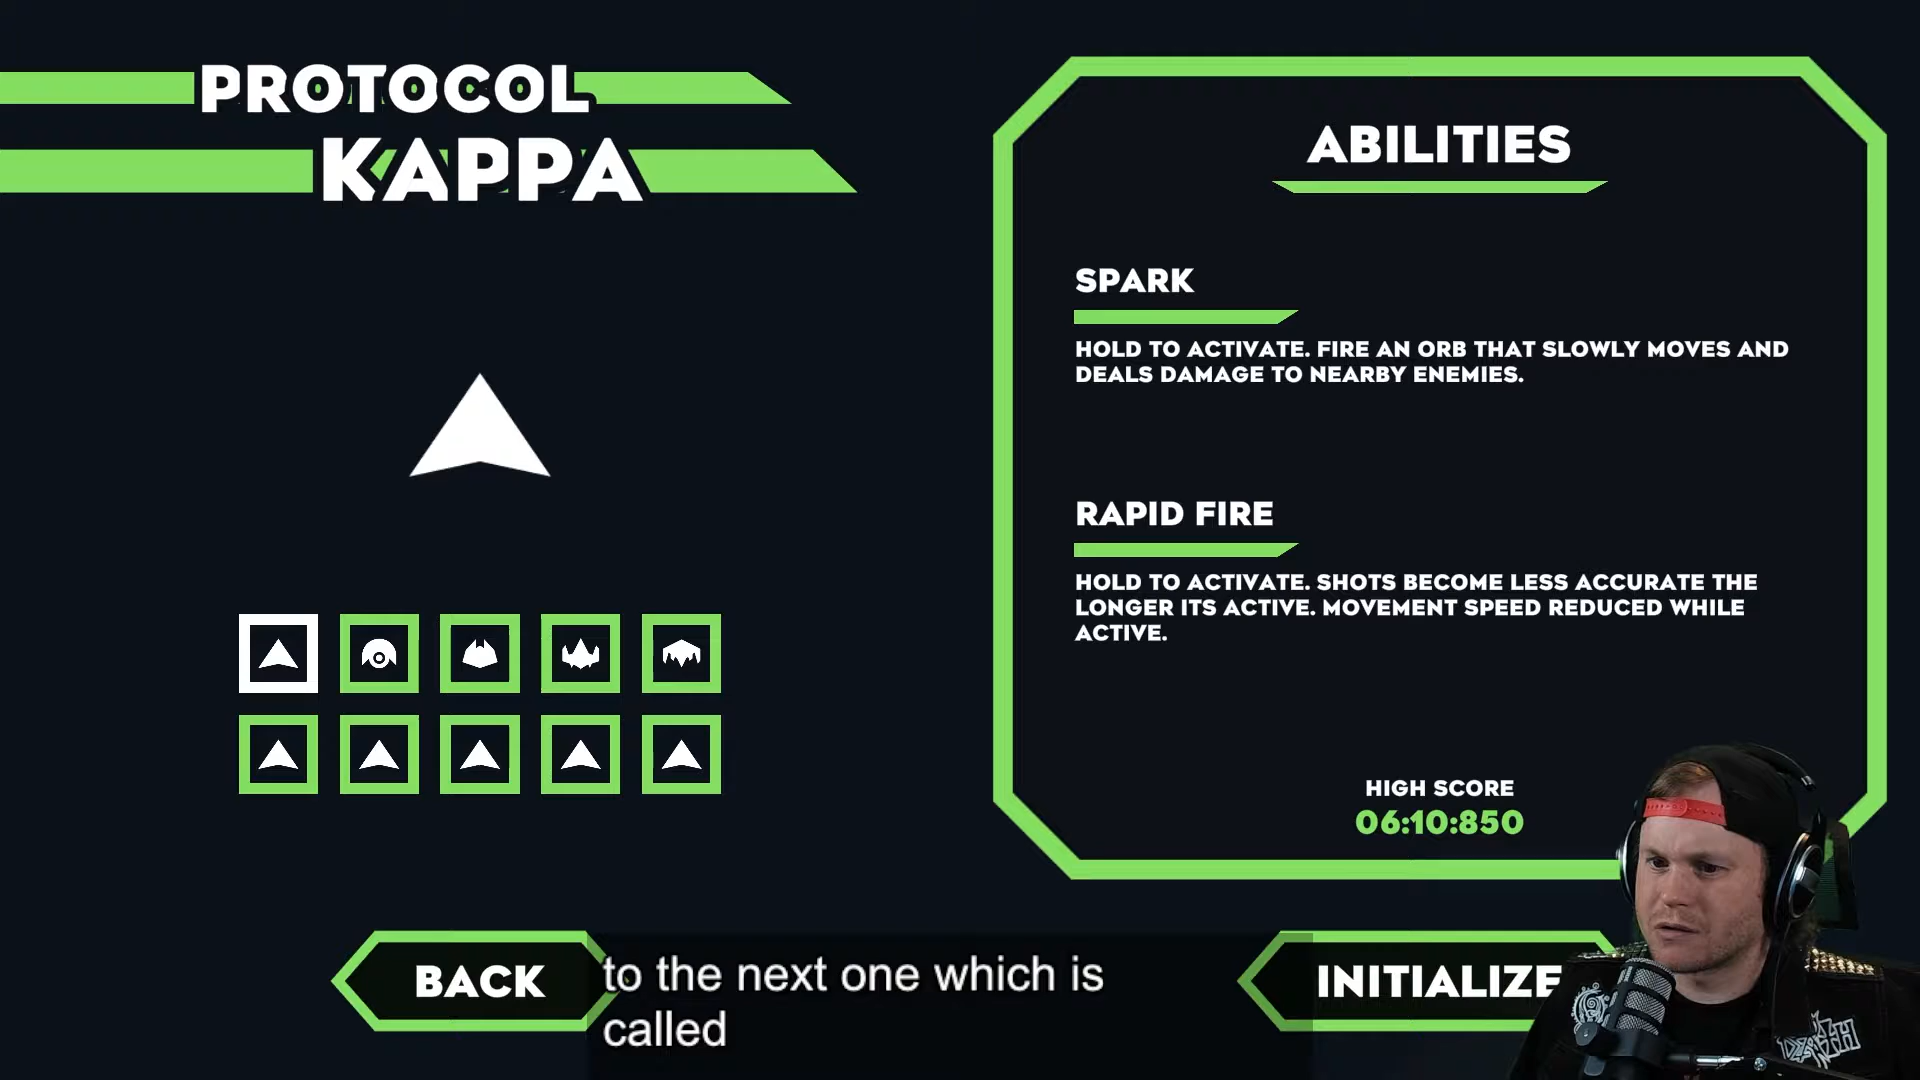 PROTOCOL
KAPPA
ABILITIES
SPARK
HOLD TO ACTIVATE. FIRE AN ORB THAT SLOWLY MOVES AND
DEALS DAMAGE TO NEARBY ENEMIES.
RAPID FIRE
HOLD TO ACTIVATE. SHOTS BECOME LESS ACCURATE THE
LONGER ITS ACTIVE. MOVEMENT SPEED REDUCED WHILE
ACTIVE.
HIGH SCORE
06:10:850
BACK
to the next one which is
called
INITIALIZE